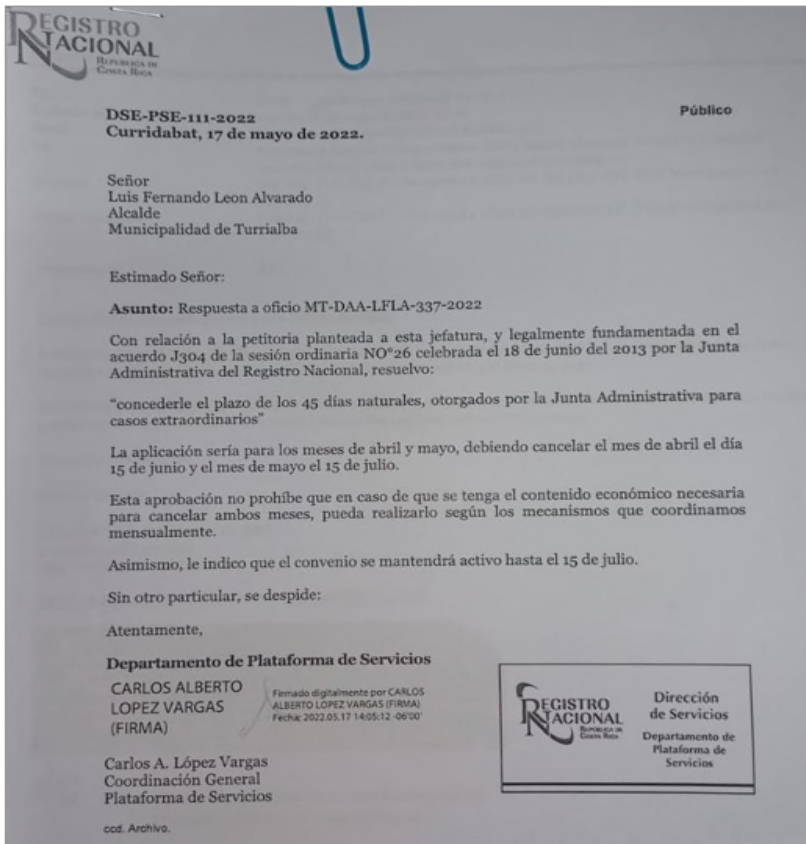 REGISTRO
NACIONAL
REPUBLICA DE
COSTA RICA
DSE-PSE-111-2022
Público
Curridabat, 17 de mayo de 2022.
Señor
Luis Fernando Leon Alvarado
Alcalde
Municipalidad de Turrialba
Estimado Señor:
Asunto: Respuesta a oficio MT-DAA-LFLA-337-2022
Con relación a la petitoria planteada a esta jefatura, y legalmente fundamentada en el
acuerdo J304 de la sesión ordinaria NO°26 celebrada el 18 de junio del 2013 por la Junta
Administrativa del Registro Nacional, resuelvo:
“concederle el plazo de los 45 días naturales, otorgados por la Junta Administrativa para
casos extraordinarios”
La aplicación sería para los meses de abril y mayo, debiendo cancelar el mes de abril el día
15 de junio y el mes de mayo el 15 de julio.
Esta aprobación no prohíbe que en caso de que se tenga el contenido económico necesaria
para cancelar ambos meses, pueda realizarlo según los mecanismos que coordinamos
mensualmente.
Asimismo, le indico que el convenio se mantendrá activo hasta el 15 de julio.
Sin otro particular, se despide:
Atentamente,
Departamento de Plataforma de Servicios
CARLOS ALBERTO
LOPEZ VARGAS
(FIRMA)
Firmado digitalmente por CARLOS
ALBERTO LOPEZ VARGAS (FIRMA)
Fecha: 2022.05.17 14:05:12 -06'00'
Carlos A. López Vargas
Coordinación General
Plataforma de Servicios
ccd. Archivo.
REGISTRO
NACIONAL
REPUBLICA DE
COSTA RICA
Dirección
de Servicios
Departamento de
Plataforma de
Servicios